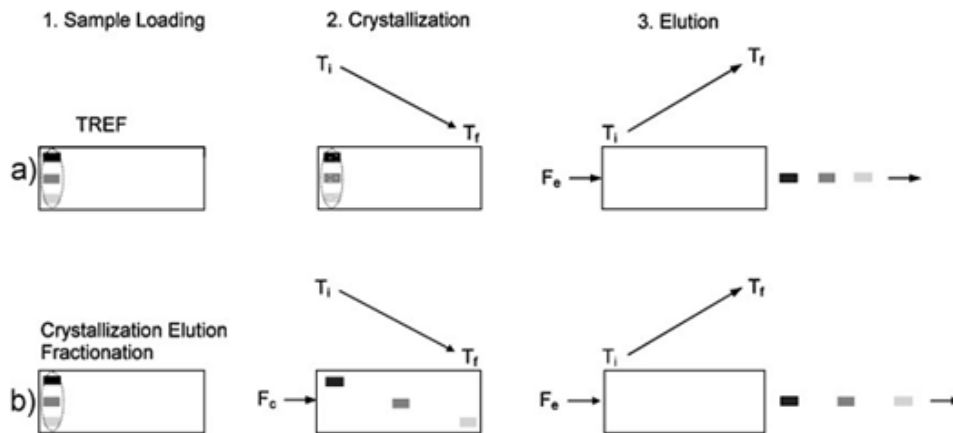 1. Sample Loading 2. Crystallization 3. Elution
Ti Tf
TREF Tf Ti
a) Fe
Ti Tf
Crystallization Elution
Fractionation Tf Ti
b) Fc Fe